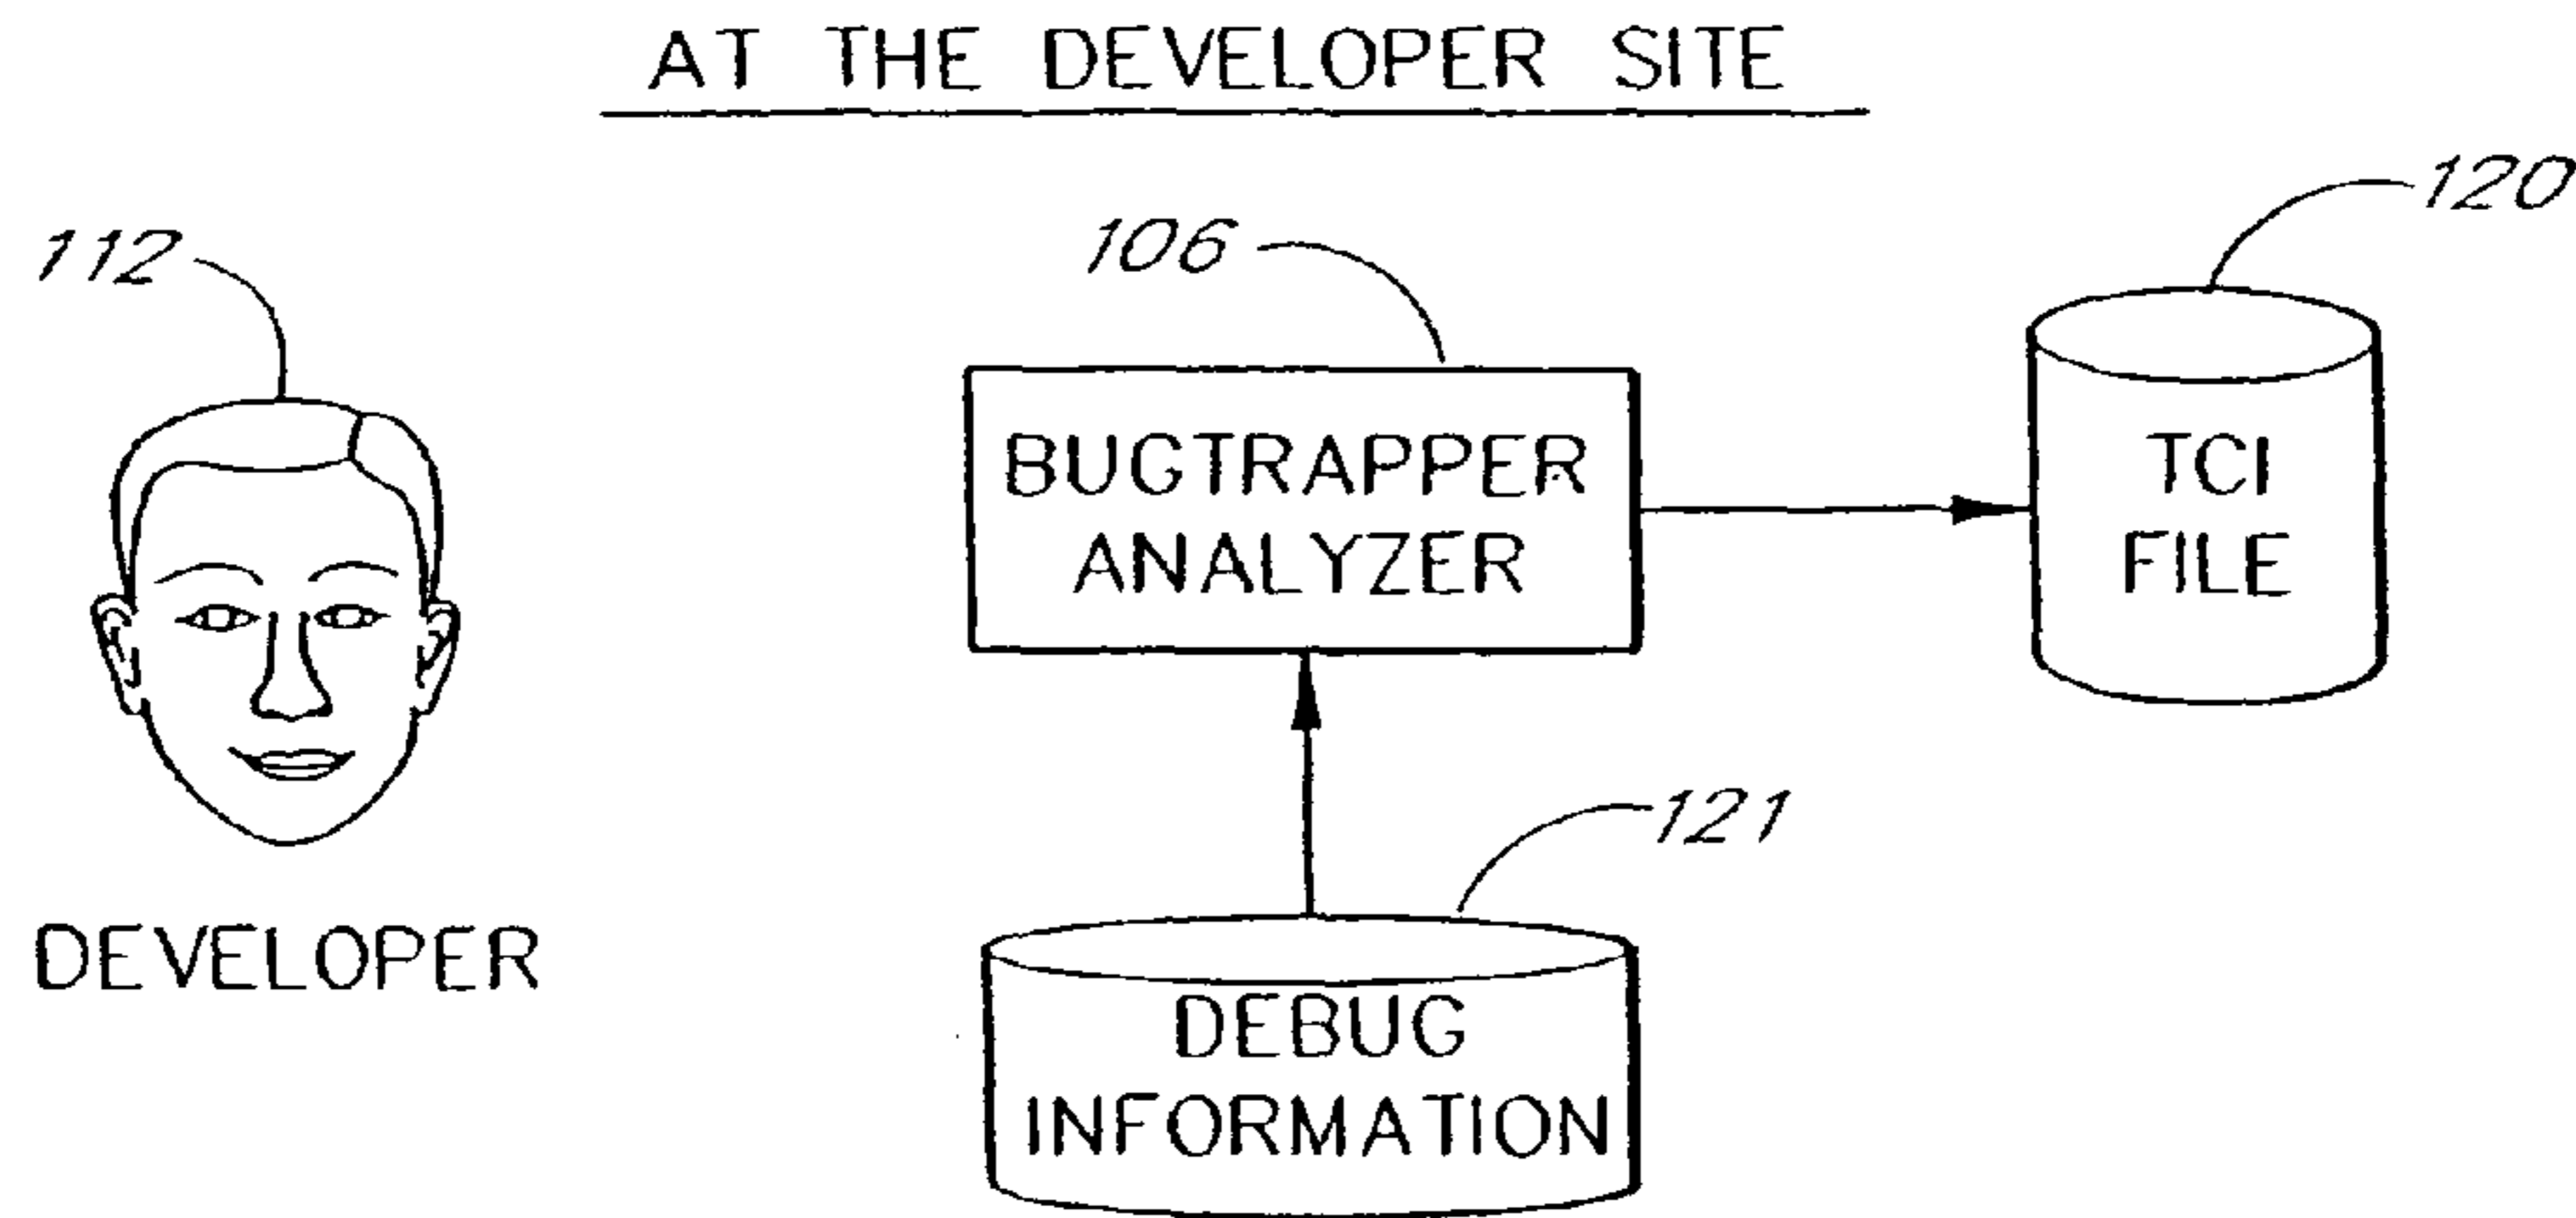 AT THE DEVELOPER SITE
112
106
120
BUGTRAPPER
ANALYZER
TCI
FILE
121
DEVELOPER
DEBUG
INFORMATION